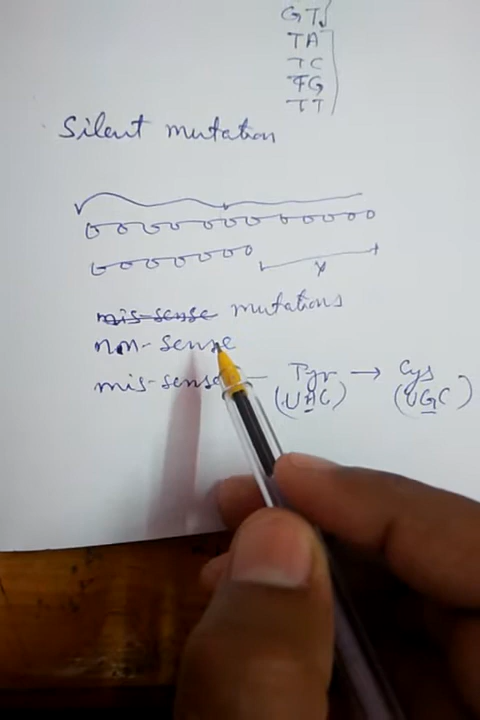 GT
TA
TC
TG
TT
Silent mutation
mis-sense mutations
non-sense
mis-sense - Tyr → Cys
(UAC) (UGC)